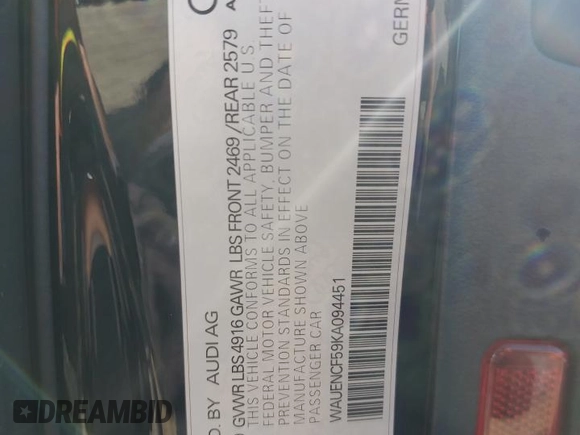 D. BY AUDI AG
GVWR LBS 4916 GAWR LBS FRONT 2469 /REAR 2579
THIS VEHICLE CONFORMS TO ALL APPLICABLE U.S.
FEDERAL MOTOR VEHICLE SAFETY, BUMPER AND THEFT
PREVENTION STANDARDS IN EFFECT ON THE DATE OF
MANUFACTURE SHOWN ABOVE
PASSENGER CAR
WAUENCF59KA094451
GERM
DREAMBID